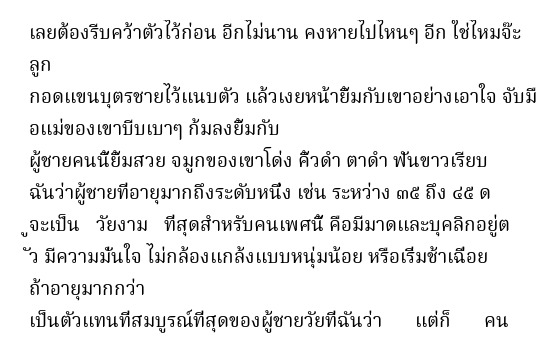 เลยต้องรีบคว้าตัวไว้ก่อน อีกไม่นาน คงหายไปไหนๆ อีก ใช่ไหมจ๊ะ
ลูก
กอดแขนบุตรชายไว้แนบตัว แล้วเงยหน้ายิ้มกับเขาอย่างเอาใจ จับมื
อแม่ของเขาบีบเบาๆ ก้มลงยิ้มกับ
ผู้ชายคนนี้ยิ้มสวย จมูกของเขาโด่ง คิ้วดำ ตาดำ ฟันขาวเรียบ
ฉันว่าผู้ชายที่อายุมากถึงระดับหนึ่ง เช่น ระหว่าง ๓๕ ถึง ๔๕ ด
ูจะเป็น วัยงาม ที่สุดสำหรับคนเพศนี้ คือมีมาดและบุคลิกอยู่ต
ัว มีความมั่นใจ ไม่กล้องแกล้งแบบหนุ่มน้อย หรือเริ่มช้าเฉื่อย
ถ้าอายุมากกว่า
เป็นตัวแทนที่สมบูรณ์ที่สุดของผู้ชายวัยที่ฉันว่า แต่ก็ คน